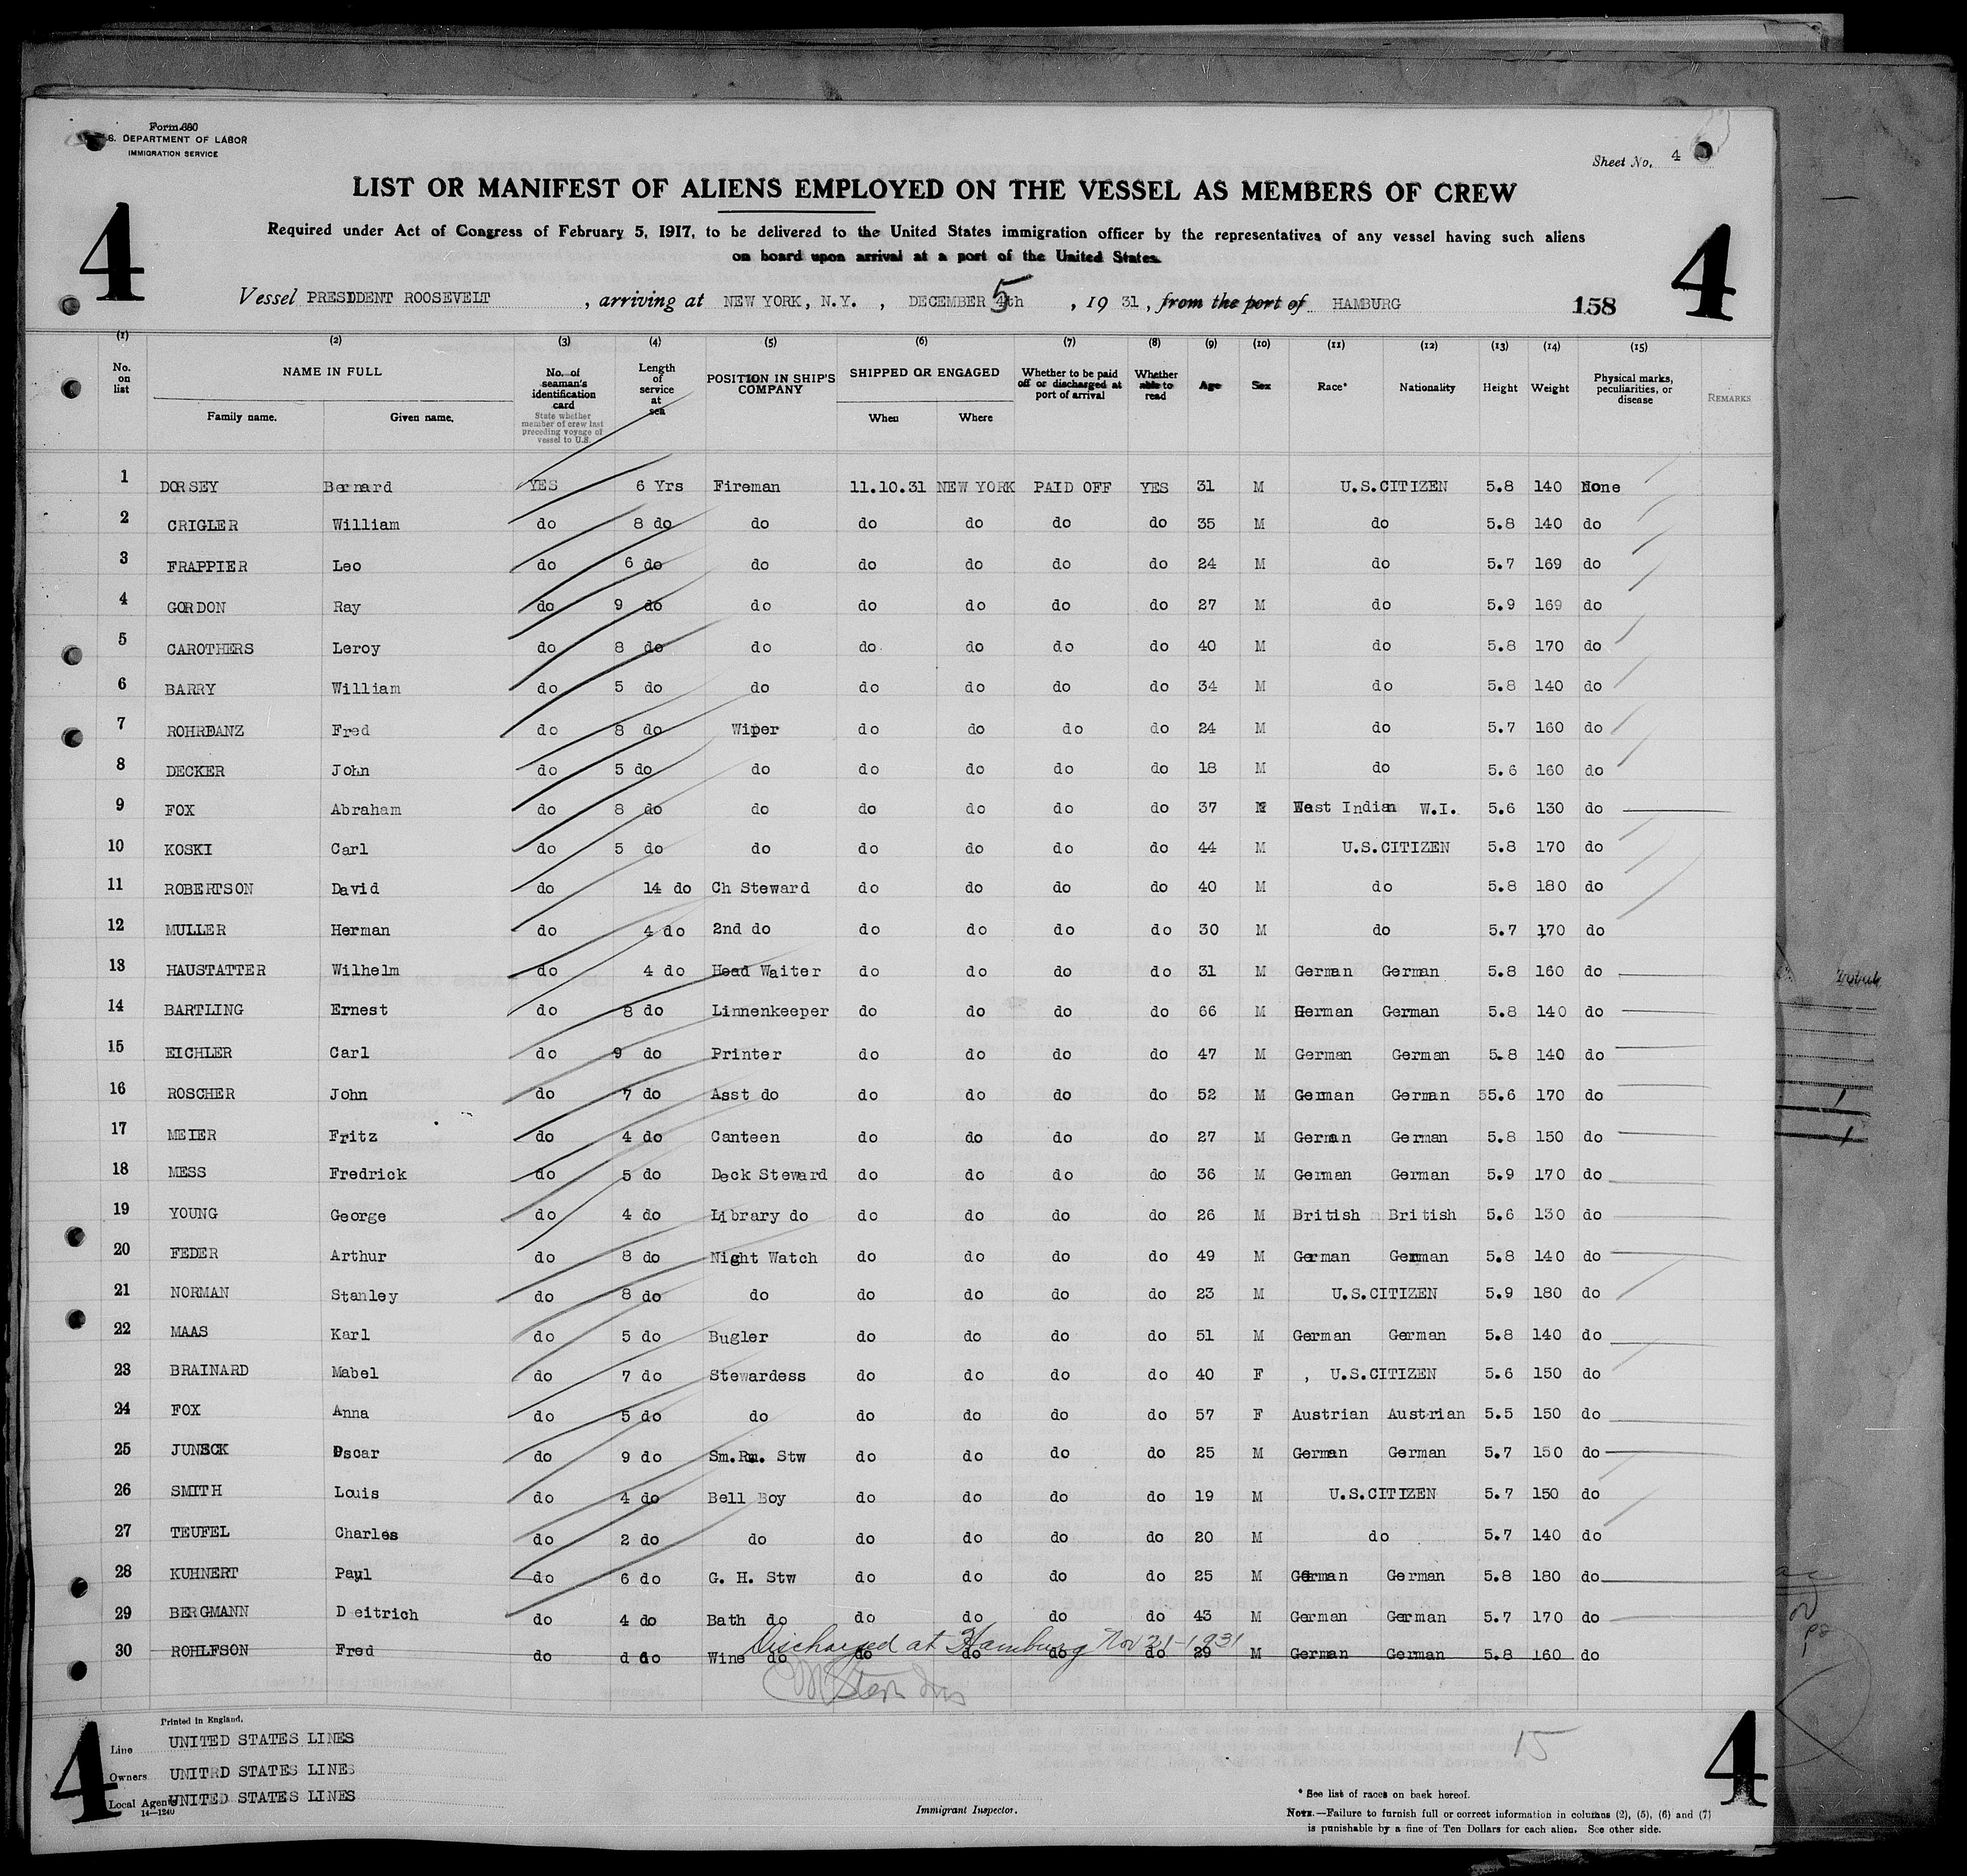 Form 680
U.S. DEPARTMENT OF LABOR
IMMIGRATION SERVICE
Sheet No. 4
LIST OR MANIFEST OF ALIENS EMPLOYED ON THE VESSEL AS MEMBERS OF CREW
4
4
Required under Act of Congress of February 5, 1917, to be delivered to the United States immigration officer by the representatives of any vessel having such aliens
on board upon arrival at a port of the United States.
Vessel PRESIDENT ROOSEVELT, arriving at NEW YORK, N.Y., DECEMBER 5th, 1931, from the port of HAMBURG 158
(1) (2) (3) (4) (5) (6) (7) (8) (9) (10) (11) (12) (13) (14) (15)
No. on list NAME IN FULL Family name. Given name. No. of seaman's identification card State whether member of crew last preceding voyage of vessel to U.S. Length of service at sea POSITION IN SHIP'S COMPANY SHIPPED OR ENGAGED When Where Whether to be paid off or discharged at port of arrival Whether able to read Age Sex Race* Nationality Height Weight Physical marks, peculiarities, or disease REMARKS
1 DORSEY Bernard YES 6 Yrs Fireman 11.10.31 NEW YORK PAID OFF YES 31 M U.S.CITIZEN 5.8 140 None
2 CRIGLER William do 8 do do do do do do 35 M do 5.8 140 do
3 FRAPPIER Leo do 6 do do do do do do 24 M do 5.7 169 do
4 GORDON Ray do 9 do do do do do do 27 M do 5.9 169 do
5 CAROTHERS Leroy do 8 do do do do do do 40 M do 5.8 170 do
6 BARRY William do 5 do do do do do do 34 M do 5.8 140 do
7 ROHRDANZ Fred do 8 do Wiper do do do do 24 M do 5.7 160 do
8 DECKER John do 5 do do do do do do 18 M do 5.6 160 do
9 FOX Abraham do 8 do do do do do do 37 M West Indian W.I. 5.6 130 do
10 KOSKI Carl do 5 do do do do do do 44 M U.S.CITIZEN 5.8 170 do
11 ROBERTSON David do 14 do Ch Steward do do do do 40 M do 5.8 180 do
12 MULLER Herman do 4 do 2nd do do do do do 30 M do 5.7 170 do
13 HAUSTATTER Wilhelm do 4 do Head Waiter do do do do 31 M German German 5.8 160 do
14 BARTLING Ernest do 8 do Linnenkeeper do do do do 66 M German German 5.8 140 do
15 EICHLER Carl do 9 do Printer do do do do 47 M German German 5.8 140 do
16 ROSCHER John do 7 do Asst do do do do do 52 M German German 55.6 170 do
17 MEIER Fritz do 4 do Canteen do do do do 27 M German German 5.8 150 do
18 MESS Fredrick do 5 do Deck Steward do do do do 36 M German German 5.9 170 do
19 YOUNG George do 4 do Library do do do do do 26 M British British 5.6 130 do
20 FEDER Arthur do 8 do Night Watch do do do do 49 M German German 5.8 140 do
21 NORMAN Stanley do 8 do do do do do do 23 M U.S.CITIZEN 5.9 180 do
22 MAAS Karl do 5 do Bugler do do do do 51 M German German 5.8 140 do
23 BRAINARD Mabel do 7 do Stewardess do do do do 40 F , U.S.CITIZEN 5.6 150 do
24 FOX Anna do 5 do do do do do do 57 F Austrian Austrian 5.5 150 do
25 JUNECK Oscar do 9 do Sm.Rm. Stw do do do do 25 M German German 5.7 150 do
26 SMITH Louis do 4 do Bell Boy do do do do 19 M U.S.CITIZEN 5.7 150 do
27 TEUFEL Charles do 2 do do do do do do 20 M do 5.7 140 do
28 KUHNERT Paul do 6 do G. H. Stw do do do do 25 M German German 5.8 180 do
29 BERGMANN Deitrich do 4 do Bath do do do do do 43 M German German 5.7 170 do
Discharged at Hamburg Nov 21-1931
30 ROHLFSON Fred do d do Wine do do do do do 29 M German German 5.8 160 do
15
Printed in England.
Line UNITED STATES LINES
Owners UNITRD STATES LINES
Local Agents UNITED STATES LINES
14—1240
4
4
Immigrant Inspector.
* See list of races on back hereof.
NOTE.—Failure to furnish full or correct information in columns (2), (5), (6) and (7)
is punishable by a fine of Ten Dollars for each alien. See other side.